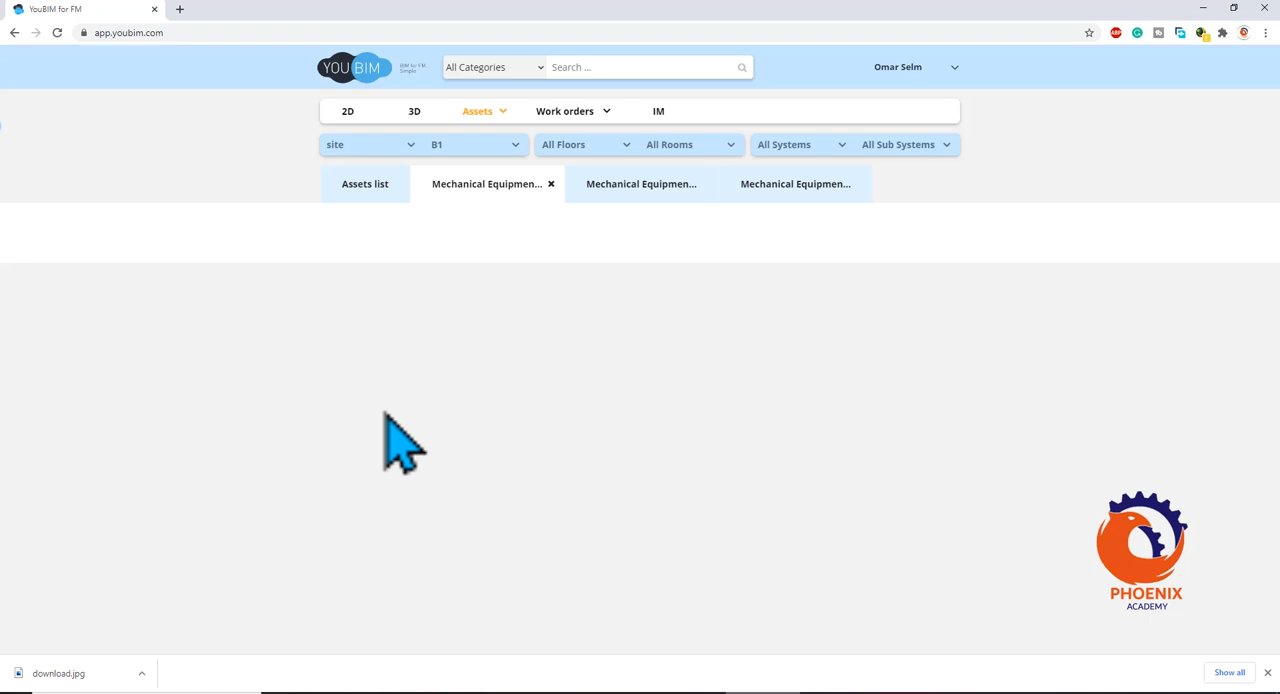 YouBIM for FM
app.youbim.com
ABP
YOU BIM
BIM for FM.
Simple
All Categories
Search ...
Omar Selm
2D
3D
Assets
Work orders
IM
site
B1
All Floors
All Rooms
All Systems
All Sub Systems
Assets list
Mechanical Equipmen...
Mechanical Equipmen...
Mechanical Equipmen...
PHOENIX
ACADEMY
download.jpg
Show all